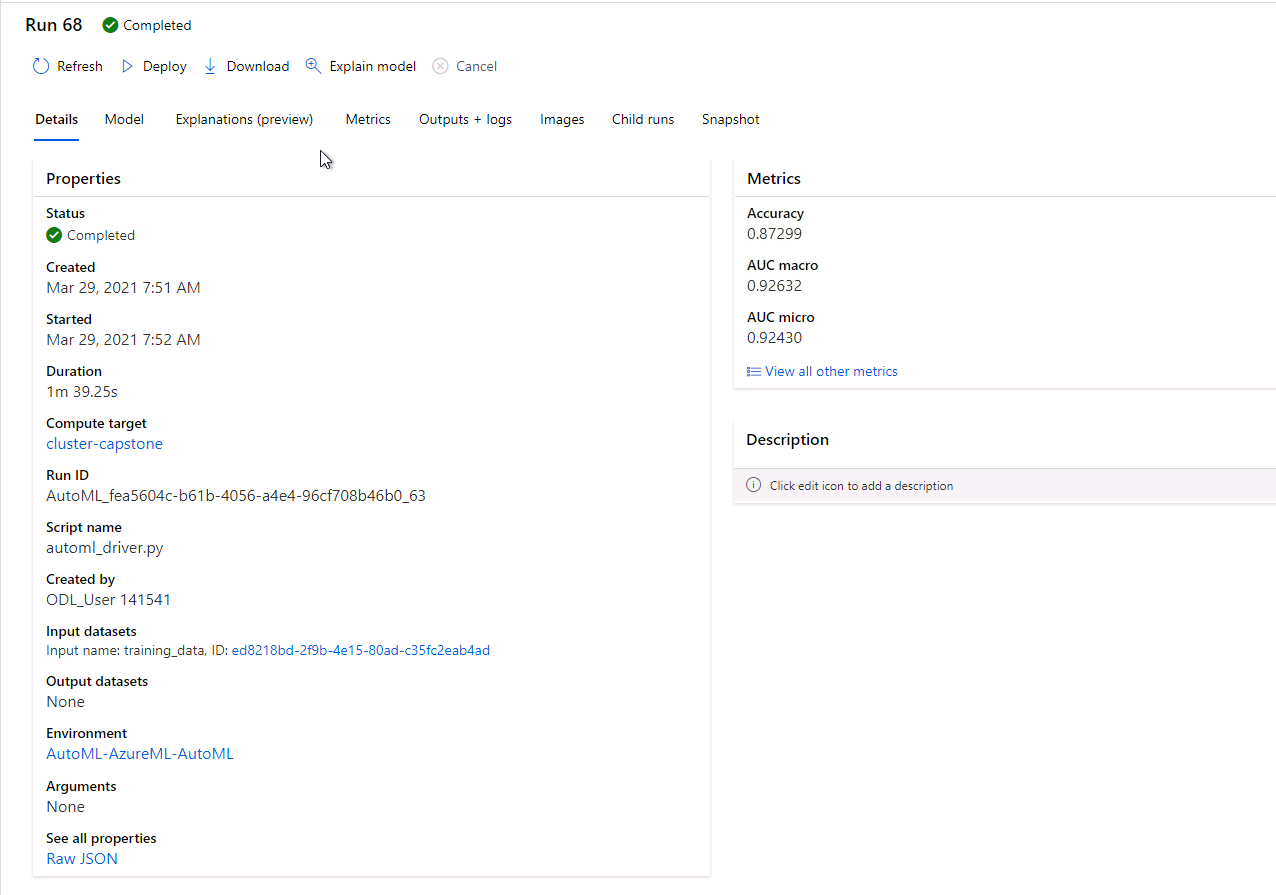 Run 68 Completed
Refresh Deploy Download Explain model Cancel
Details Model Explanations (preview) Metrics Outputs + logs Images Child runs Snapshot
Properties
Status
Completed
Created
Mar 29, 2021 7:51 AM
Started
Mar 29, 2021 7:52 AM
Duration
1m 39.25s
Compute target
cluster-capstone
Run ID
AutoML_fea5604c-b61b-4056-a4e4-96cf708b46b0_63
Script name
automl_driver.py
Created by
ODL_User 141541
Input datasets
Input name: training_data, ID: ed8218bd-2f9b-4e15-80ad-c35fc2eab4ad
Output datasets
None
Environment
AutoML-AzureML-AutoML
Arguments
None
See all properties
Raw JSON
Metrics
Accuracy
0.87299
AUC macro
0.92632
AUC micro
0.92430
View all other metrics
Description
Click edit icon to add a description